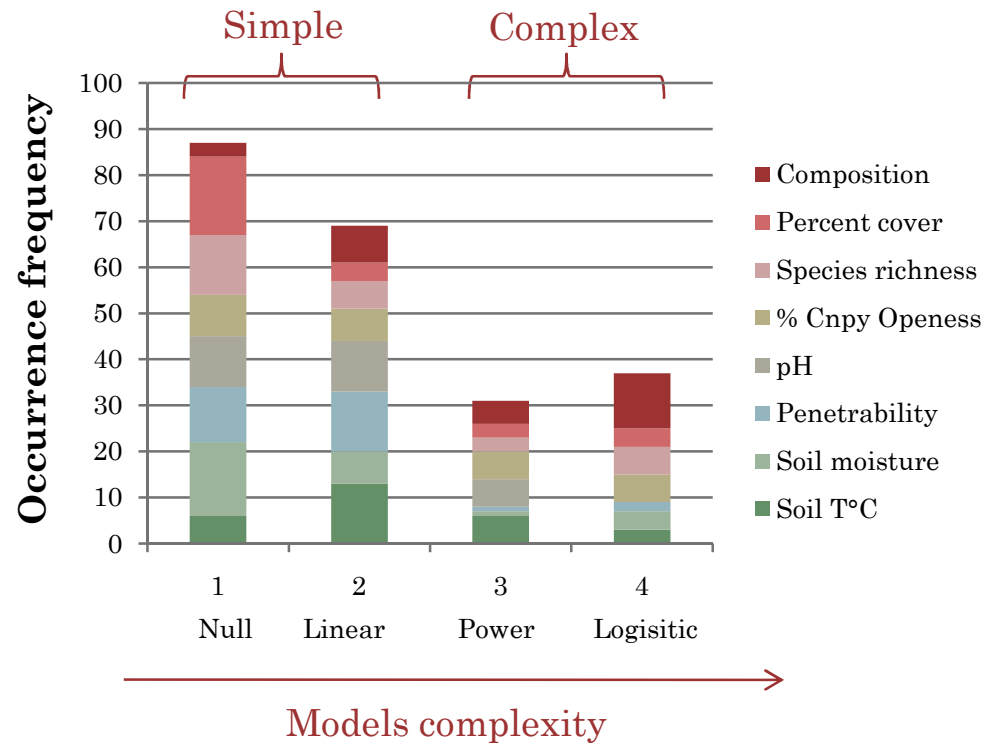 Simple
Complex
Occurrence frequency
100
90
80
70
60
50
40
30
20
10
0
1
2
3
4
Null
Linear
Power
Logisitic
Models complexity
Composition
Percent cover
Species richness
% Cnpy Openess
pH
Penetrability
Soil moisture
Soil T°C